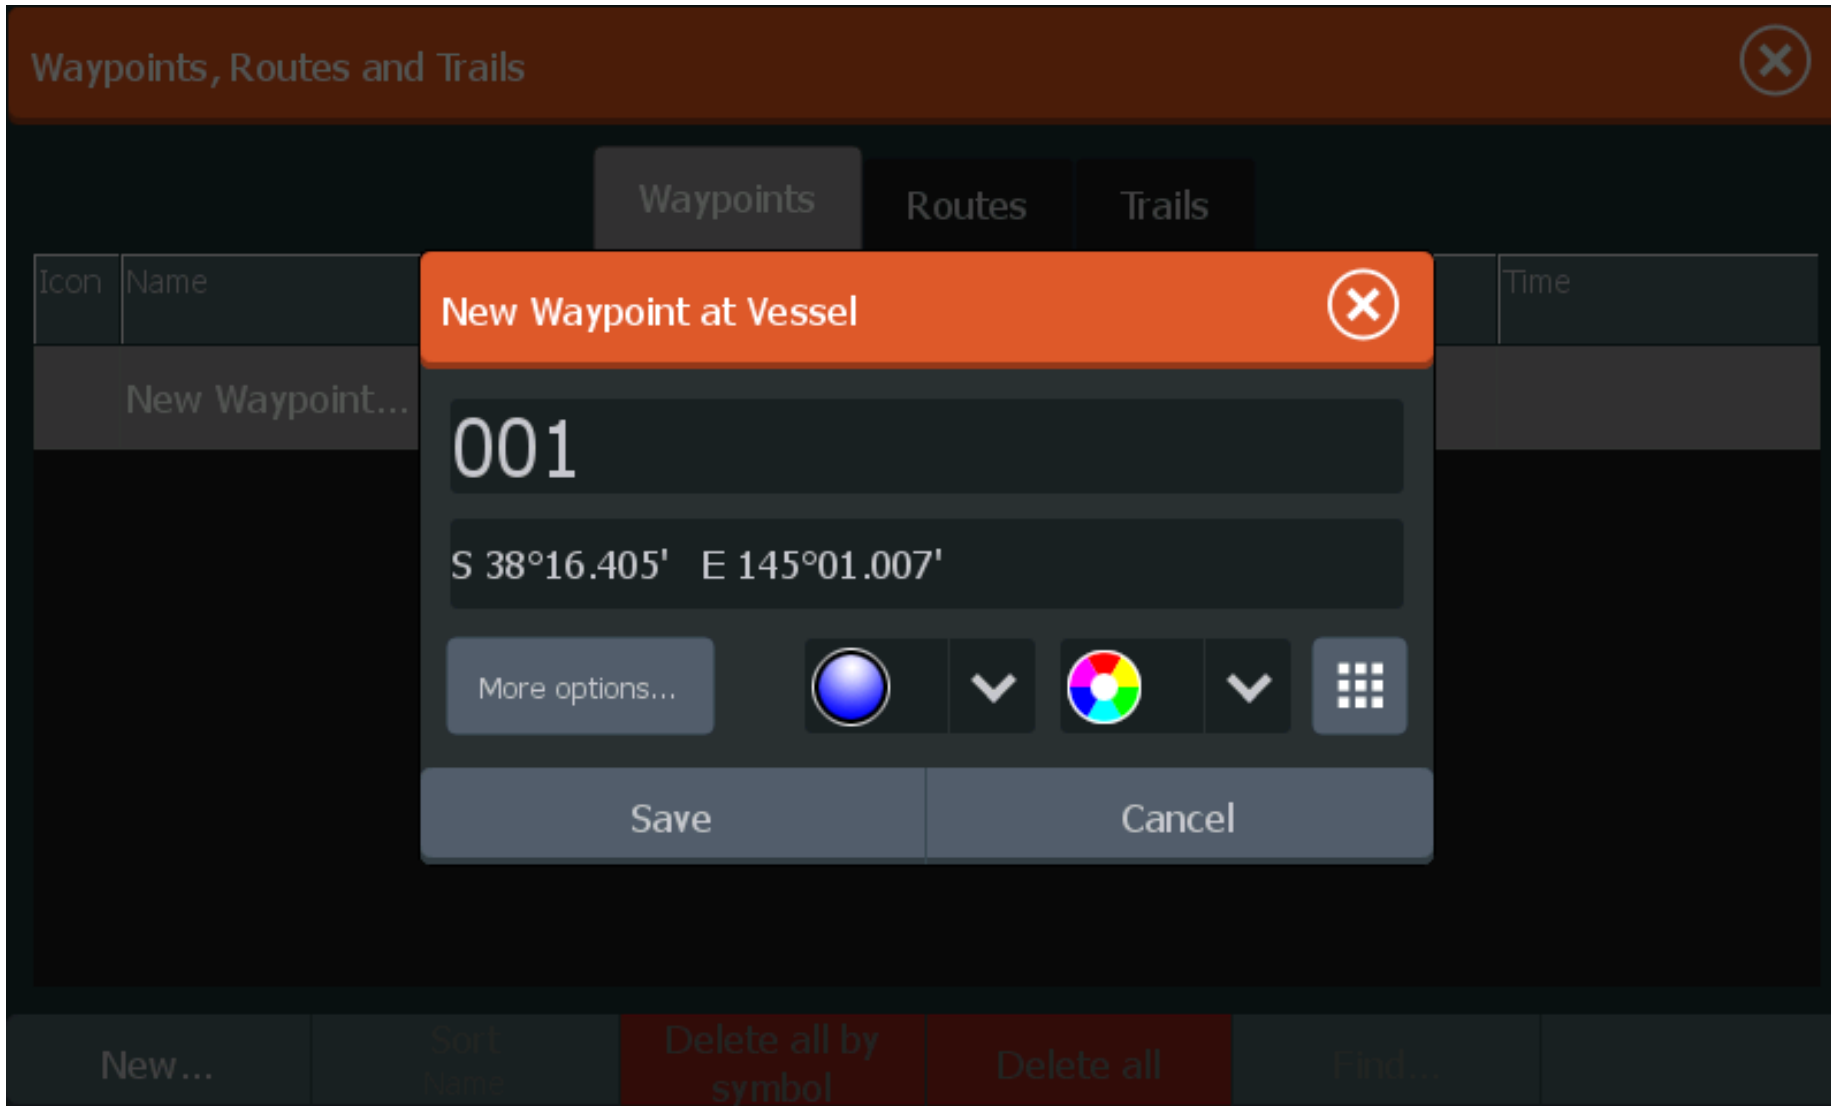 Waypoints, Routes and Trails
Waypoints
Routes
Trails
Icon
Name
Time
New Waypoint...
New Waypoint at Vessel
001
S 38°16.405' E 145°01.007'
More options...
Save
Cancel
New...
Sort
Name
Delete all by
symbol
Delete all
Find...